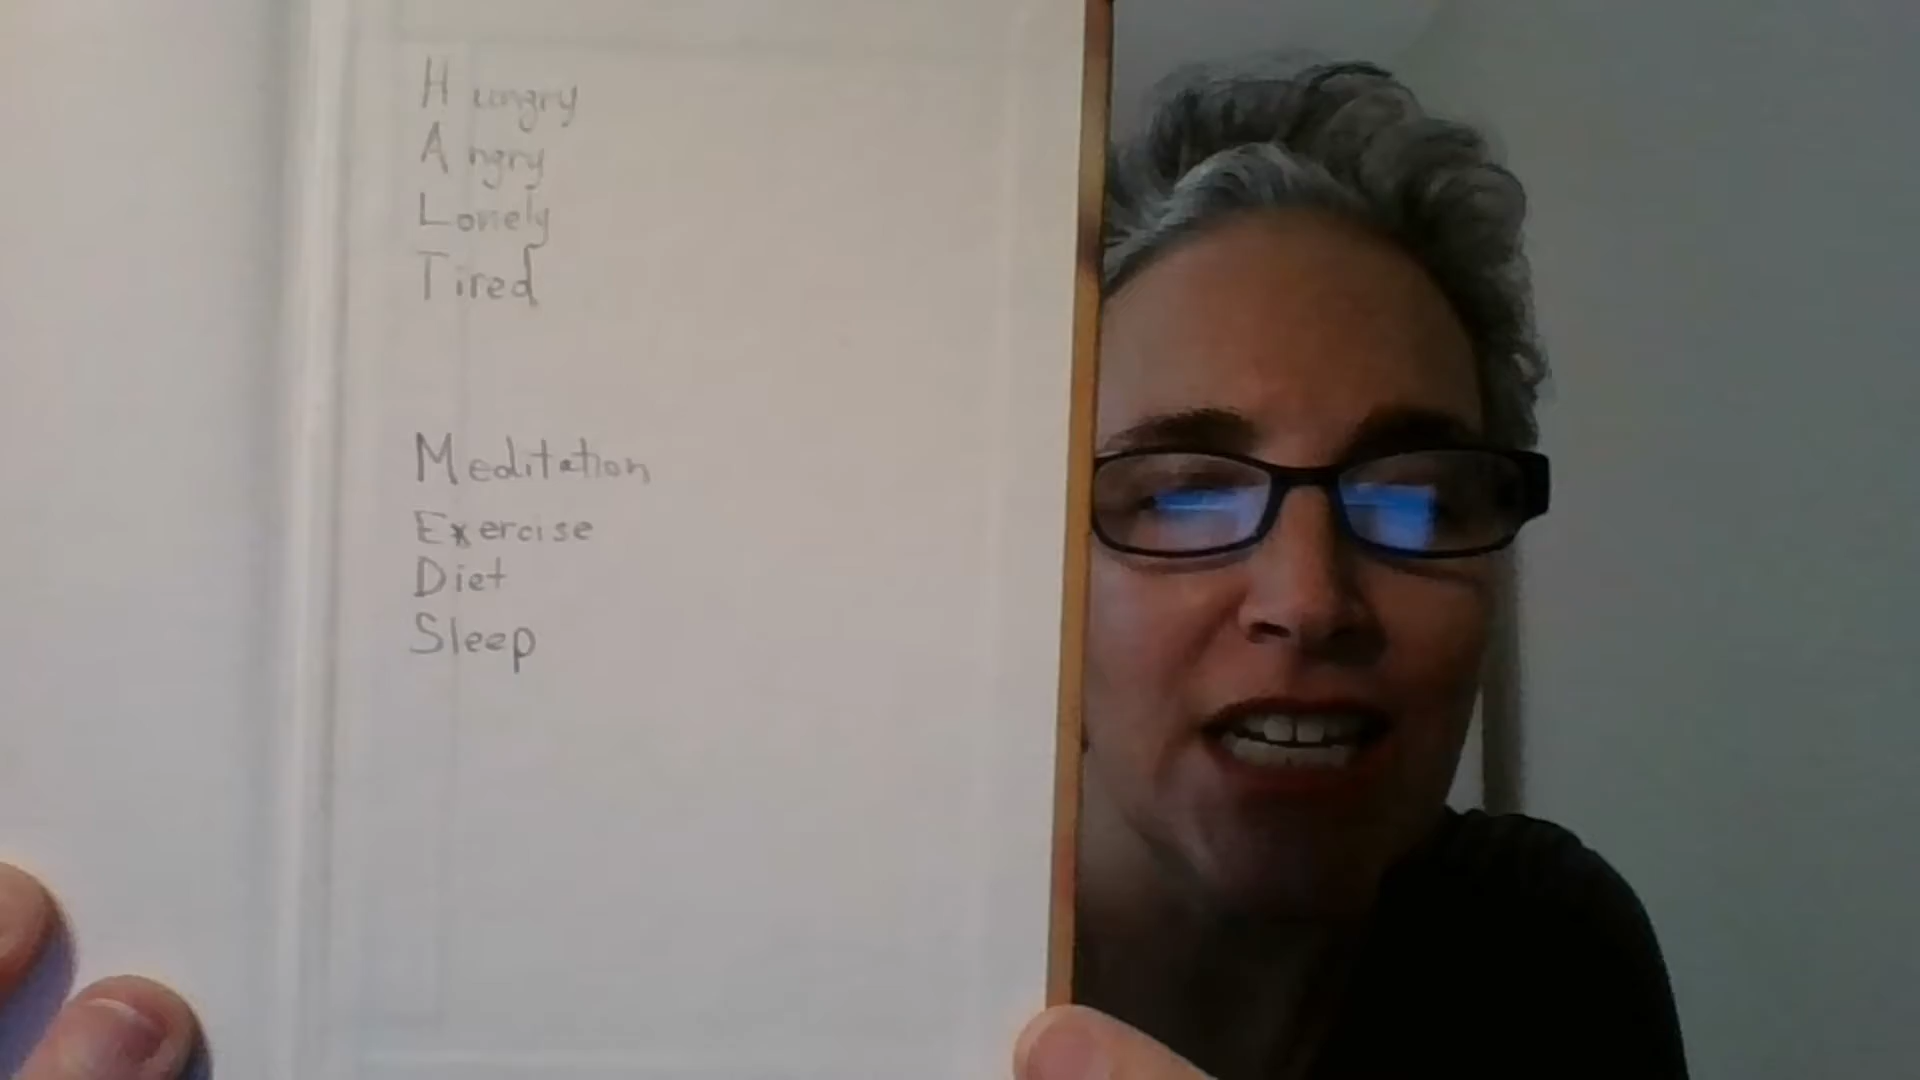 Hungry
Angry
Lonely
Tired
Meditation
Exercise
Diet
Sleep